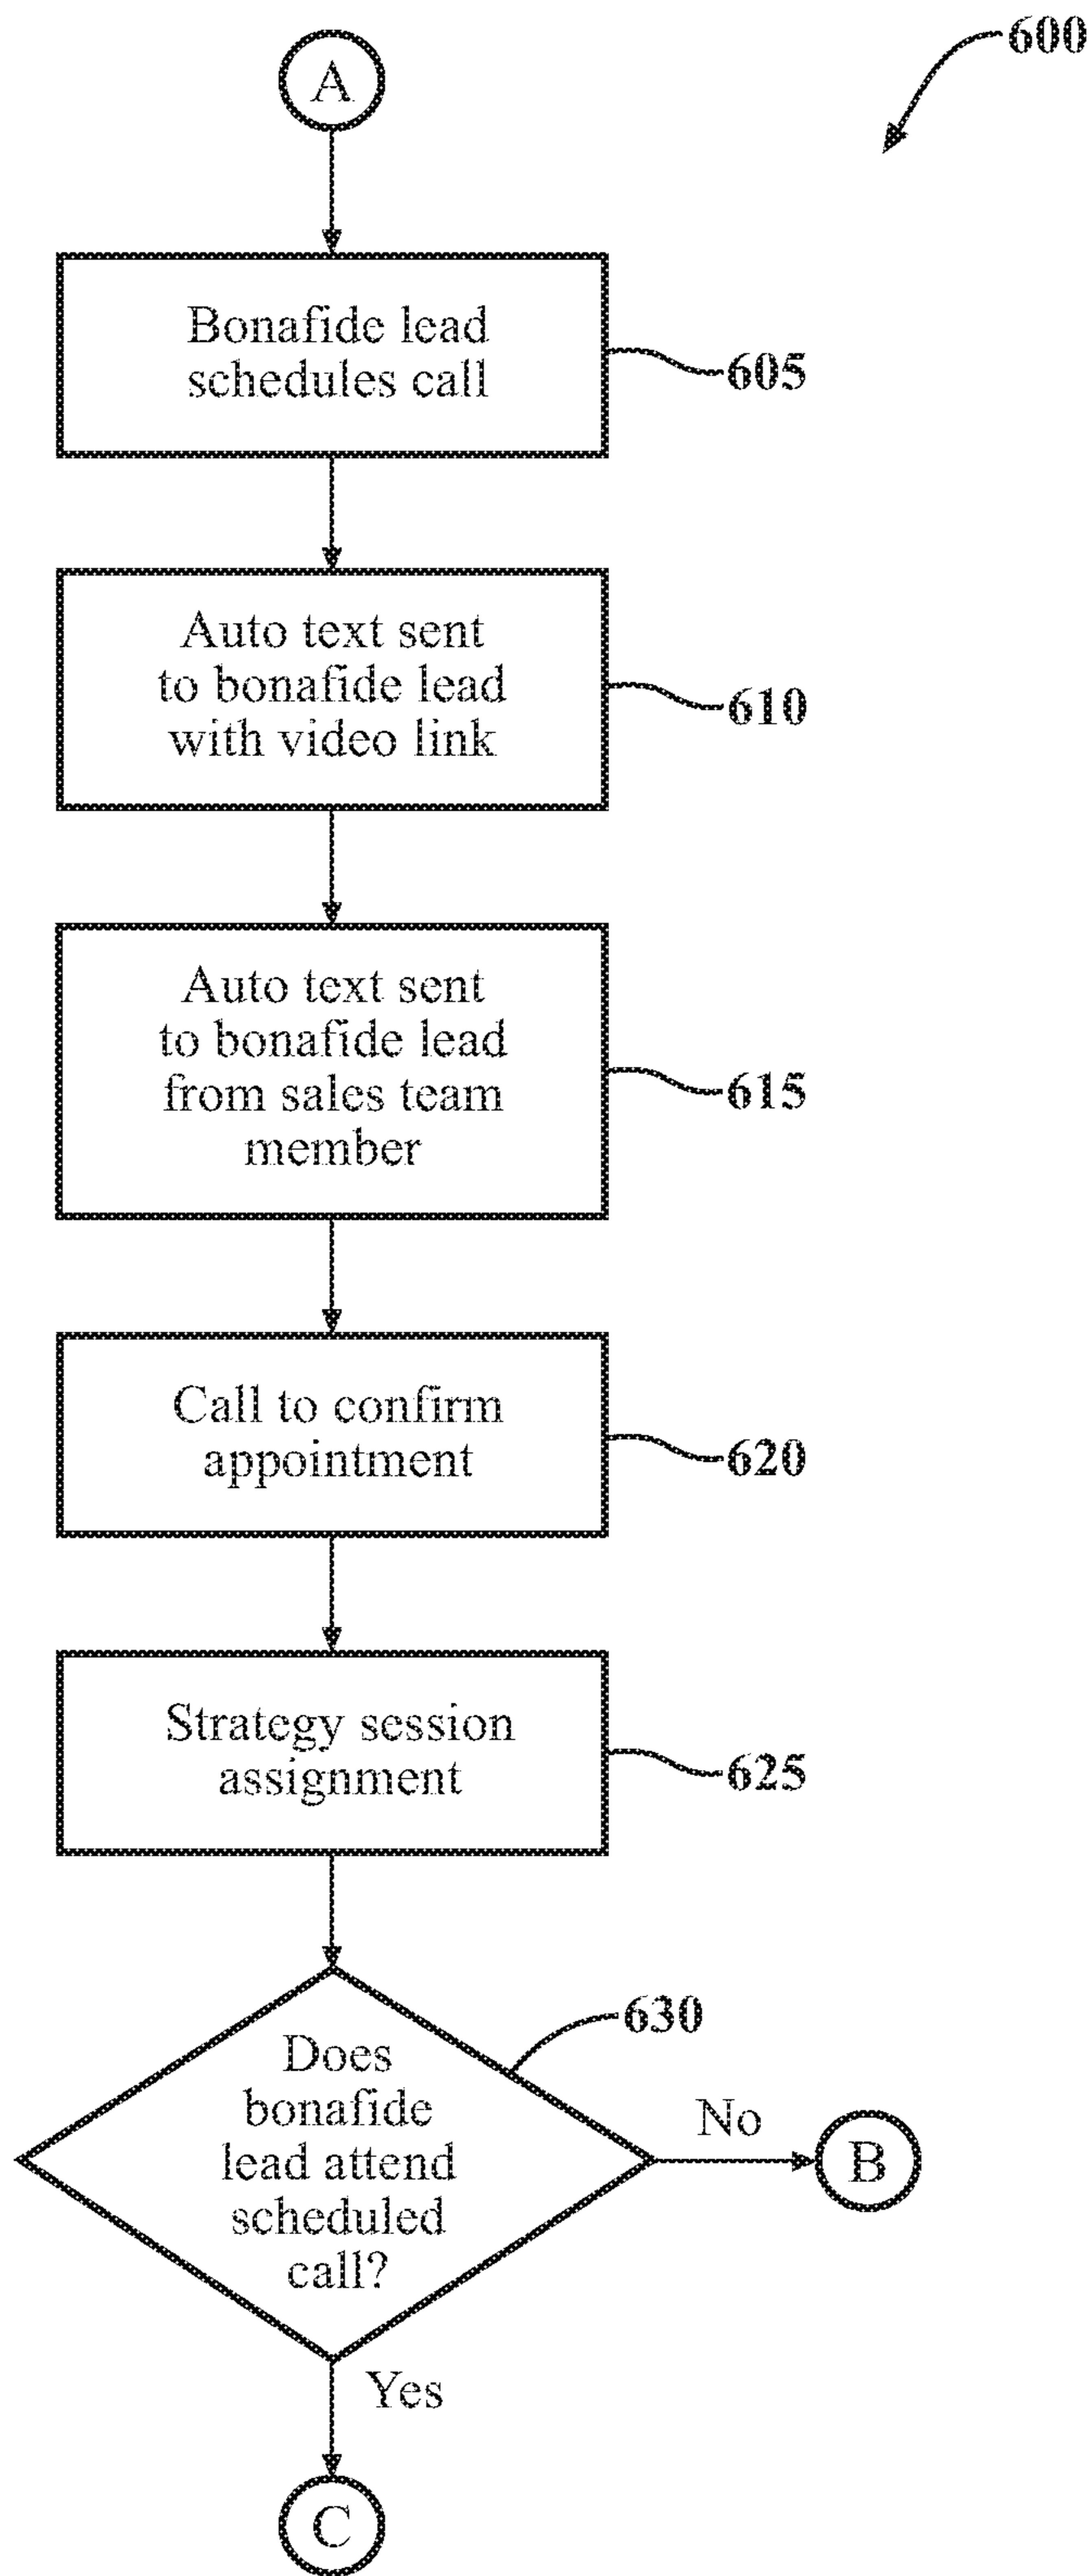 600
A
Bonafide lead
schedules call
605
Auto text sent
to bonafide lead
with video link
610
Auto text sent
to bonafide lead
from sales team
member
615
Call to confirm
appointment
620
Strategy session
assignment
625
630
Does
bonafide
lead attend
scheduled
call?
No
B
Yes
C